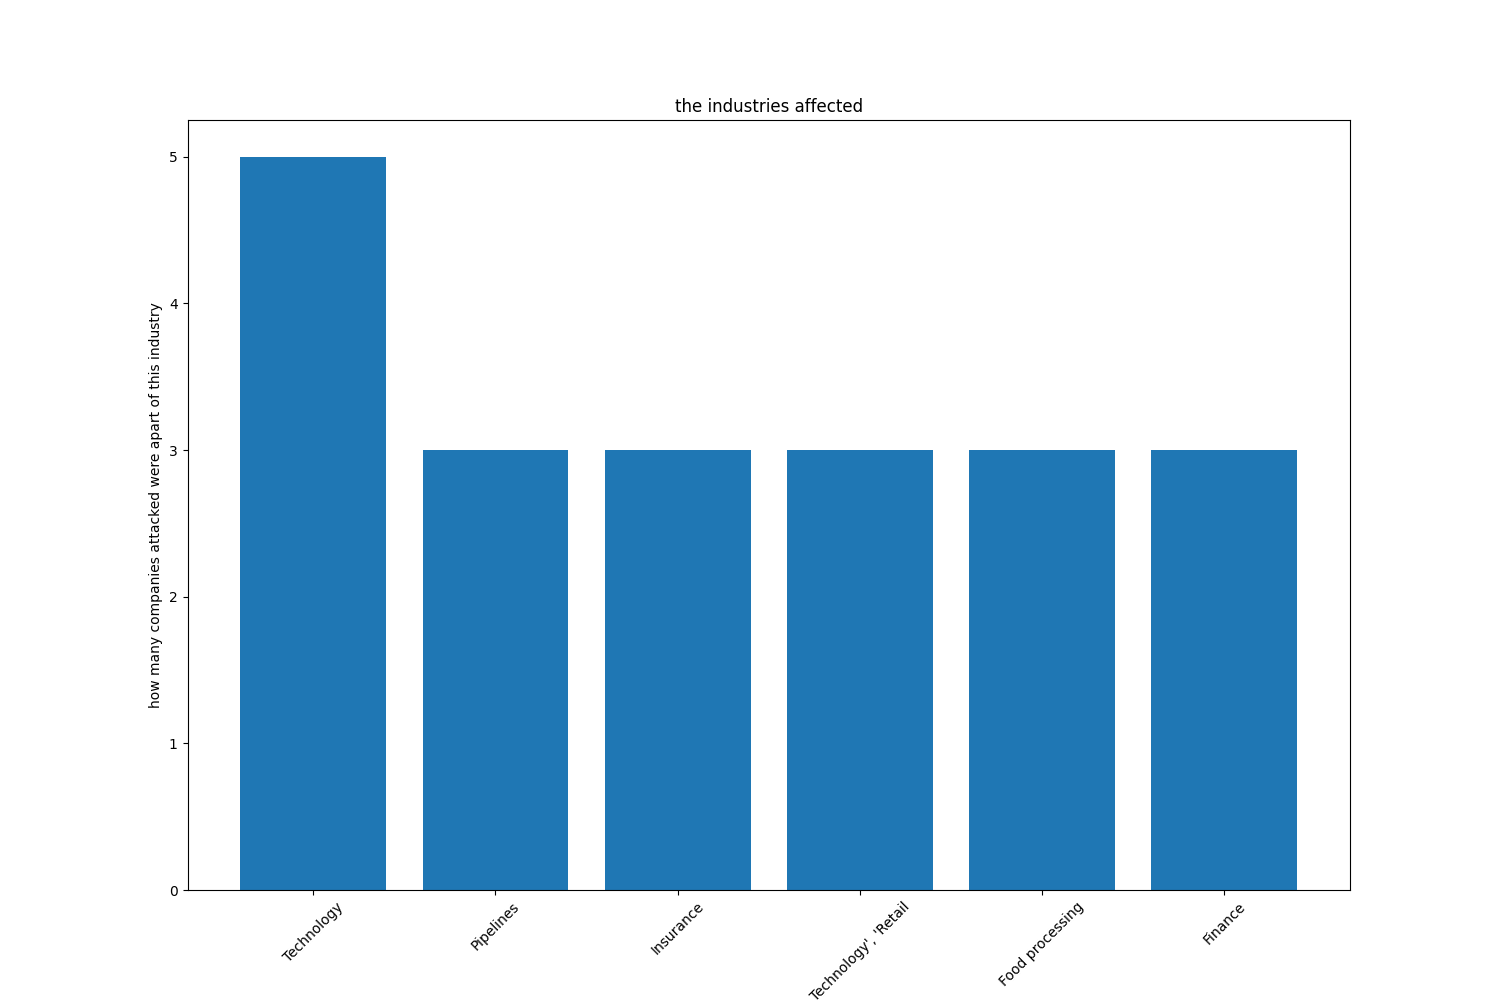 the industries affected
how many companies attacked were apart of this industry
5
4
3
2
1
0
Technology
Pipelines
Insurance
Technology', 'Retail
Food processing
Finance